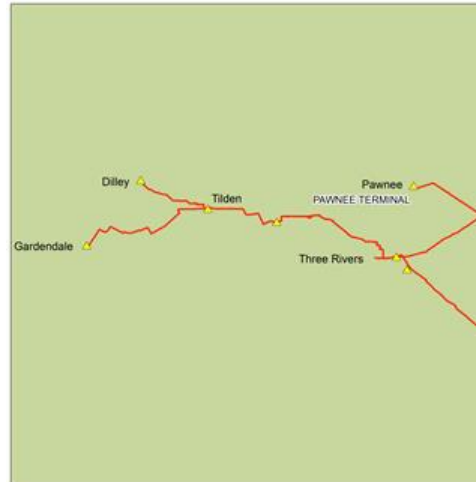 Dilley
Pawnee
Tilden
PAWNEE TERMINAL
Gardendale
Three Rivers